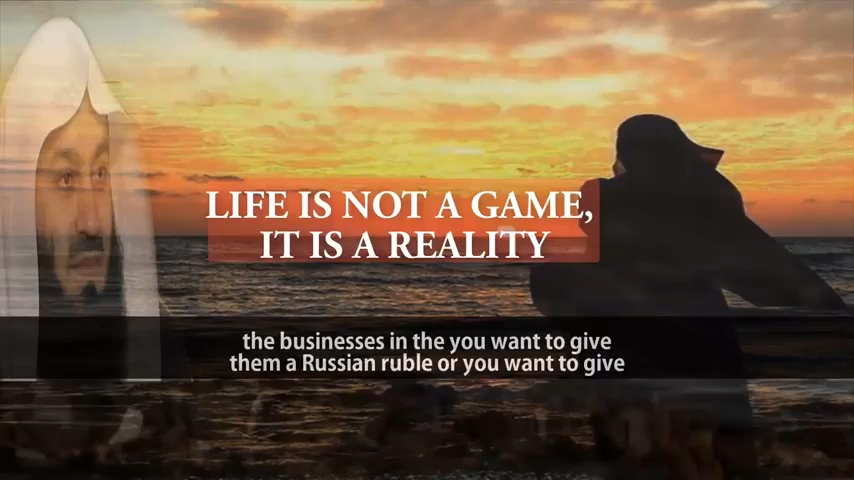 LIFE IS NOT A GAME,
IT IS A REALITY
the businesses in the you want to give
them a Russian ruble or you want to give